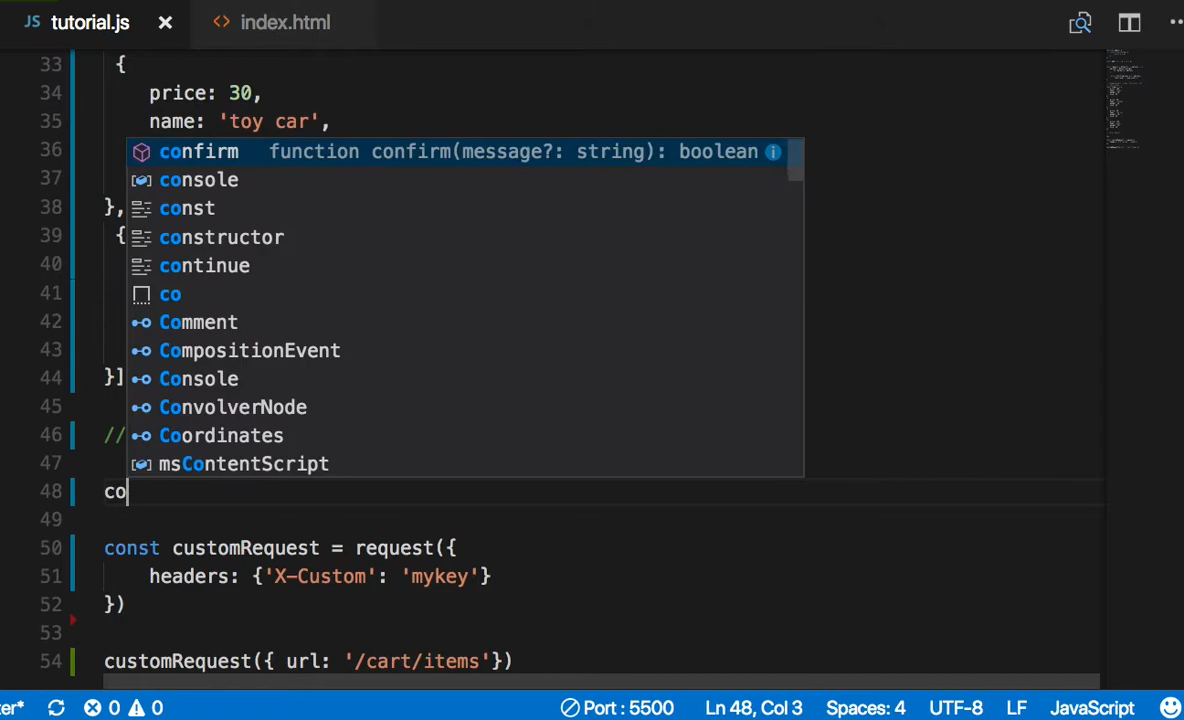 JS tutorial.js × <> index.html
33 {
34 price: 30,
35 name: 'toy car',
36 confirm function confirm(message?: string): boolean
37 console
38 }, const
39 { constructor
40 continue
41 co
42 Comment
43 CompositionEvent
44 }] Console
45 ConvolverNode
46 // Coordinates
47 msContentScript
48 co
49
50 const customRequest = request({
51 headers: {'X-Custom': 'mykey'}
52 })
53
54 customRequest({ url: '/cart/items'})
ter* 0 0 Port : 5500 Ln 48, Col 3 Spaces: 4 UTF-8 LF JavaScript